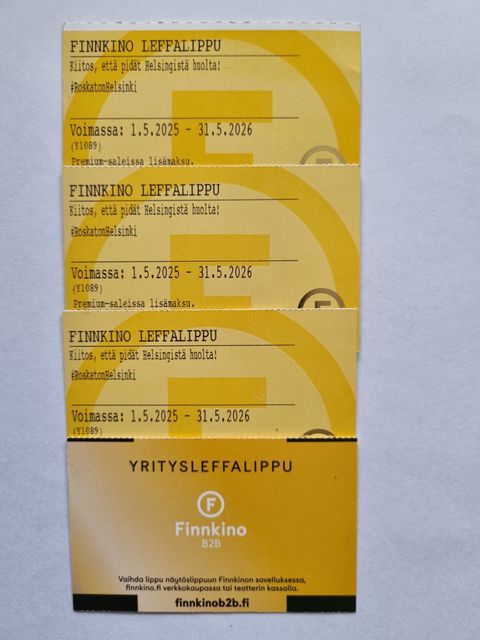 FINNKINO LEFFALIPPU
Kiitos, että pidät Helsingistä huolta!
#RoskatonHelsinki
Voimassa: 1.5.2025 - 31.5.2026
(Y1089)
Premium-saleissa lisämaksu.
FINNKINO LEFFALIPPU
Kiitos, että pidät Helsingistä huolta!
#RoskatonHelsinki
Voimassa: 1.5.2025 - 31.5.2026
(Y1089)
Premium-saleissa lisämaksu.
F
FINNKINO LEFFALIPPU
Kiitos, että pidät Helsingistä huolta!
#RoskatonHelsinki
Voimassa: 1.5.2025 - 31.5.2026
(Y1089)
YRITYSLEFFALIPPU
F
Finnkino
B2B
Vaihda lippu näytöslippuun Finnkinon sovelluksessa,
finnkino.fi verkkokaupassa tai teatterin kassalla.
finnkinob2b.fi